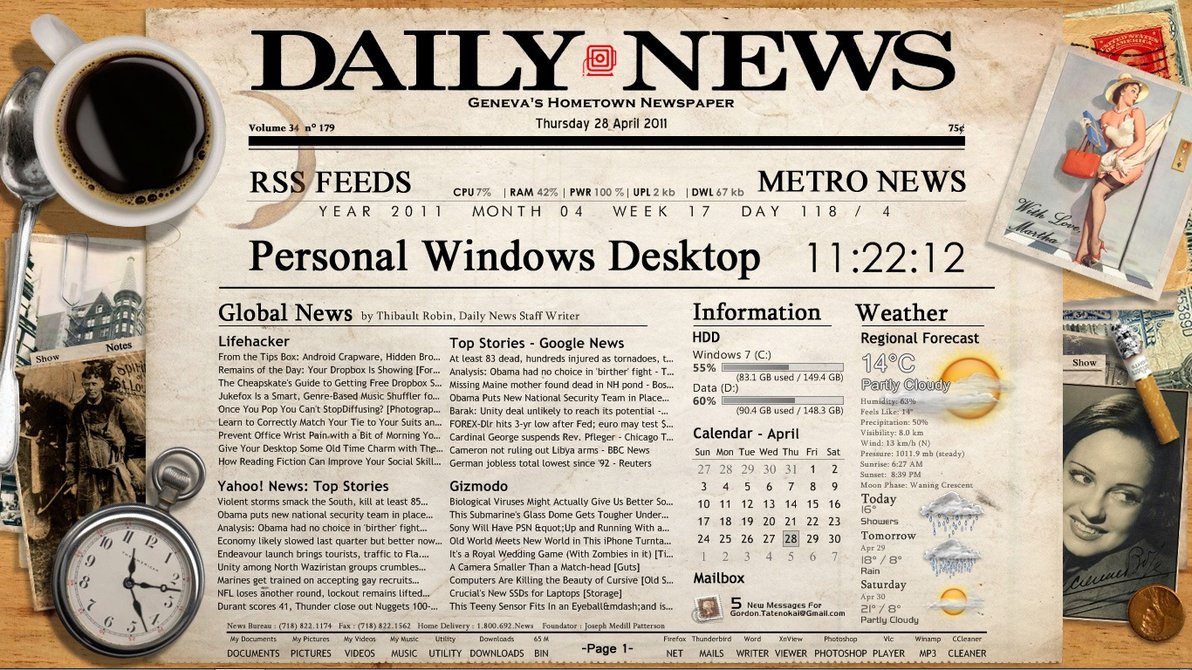 DAILY NEWS
GENEVA'S HOMETOWN NEWSPAPER
Thursday 28 April 2011
Volume 34 n° 179
75¢
RSS FEEDS
CPU 7% | RAM 42% | PWR 100 % | UPL 2 kb | DWL 67 kb
METRO NEWS
YEAR 2011 MONTH 04 WEEK 17 DAY 118 / 4
Personal Windows Desktop
11:22:12
Global News by Thibault Robin, Daily News Staff Writer
Lifehacker
From the Tips Box: Android Crapware, Hidden Bro...
Remains of the Day: Your Dropbox Is Showing [For...
The Cheapskate's Guide to Getting Free Dropbox S...
Jukefox Is a Smart, Genre-Based Music Shuffler fo...
Once You Pop You Can't StopDiffusing? [Photograp...
Learn to Correctly Match Your Tie to Your Suits an...
Prevent Office Wrist Pain with a Bit of Morning Yo...
Give Your Desktop Some Old Time Charm with The...
How Reading Fiction Can Improve Your Social Skill...
Yahoo! News: Top Stories
Violent storms smack the South, kill at least 85...
Obama puts new national security team in place...
Analysis: Obama had no choice in 'birther' fight...
Economy likely slowed last quarter but better now...
Endeavour launch brings tourists, traffic to Fla....
Unity among North Waziristan groups crumbles...
Marines get trained on accepting gay recruits...
NFL loses another round, lockout remains lifted...
Durant scores 41, Thunder close out Nuggets 100-...
Top Stories - Google News
At least 83 dead, hundreds injured as tornadoes, t...
Analysis: Obama had no choice in 'birther' fight - T...
Missing Maine mother found dead in NH pond - Bos...
Obama Puts New National Security Team in Place...
Barak: Unity deal unlikely to reach its potential -...
FOREX-Dlr hits 3-yr low after Fed; euro may test $...
Cardinal George suspends Rev. Pfleger - Chicago T...
Cameron not ruling out Libya arms - BBC News
German jobless total lowest since '92 - Reuters
Gizmodo
Biological Viruses Might Actually Give Us Better So...
This Submarine's Glass Dome Gets Tougher Under...
Sony Will Have PSN &quot;Up and Running With a...
Old World Meets New World in This iPhone Turnta...
It's a Royal Wedding Game (With Zombies in it) [Ti...
A Camera Smaller Than a Match-head [Guts]
Computers Are Killing the Beauty of Cursive [Old S...
Crucial's New SSDs for Laptops [Storage]
This Teeny Sensor Fits In an Eyeball&mdash;and is...
Information
HDD
Windows 7 (C:)
55%
(83.1 GB used / 149.4 GB)
Data (D:)
60%
(90.4 GB used / 148.3 GB)
Calendar - April
Sun Mon Tue Wed Thu Fri Sat
27 28 29 30 31 1 2
3 4 5 6 7 8 9
10 11 12 13 14 15 16
17 18 19 20 21 22 23
24 25 26 27 28 29 30
1 2 3 4 5 6 7
Mailbox
5 New Messages For
Gordon.Tatenokai@Gmail.com
Weather
Regional Forecast
14°C
Partly Cloudy
Humidity: 63%
Feels Like: 14°
Precipitation: 50%
Visibility: 8.0 km
Wind: 13 km/h (N)
Pressure: 1011.9 mb (steady)
Sunrise: 6:27 AM
Sunset: 8:39 PM
Moon Phase: Waning Crescent
Today
16°
Showers
Tomorrow
Apr 29
18° / 8°
Rain
Saturday
Apr 30
21° / 8°
Partly Cloudy
News Bureau : (718) 822.1174 Fax : (718) 822.1562 Home Delivery : 1.800.692.News Foundator : Joseph Medill Patterson
My Documents My Pictures My Videos My Music Utility Downloads 65 M
DOCUMENTS PICTURES VIDEOS MUSIC UTILITY DOWNLOADS BIN
-Page 1-
Firefox Thunderbird Word XnView Photoshop Vlc Winamp CCleaner
NET MAILS WRITER VIEWER PHOTOSHOP PLAYER MP3 CLEANER
Show
Notes
With Love,
Martha
Show
UNITED STATES
OF AMERICA